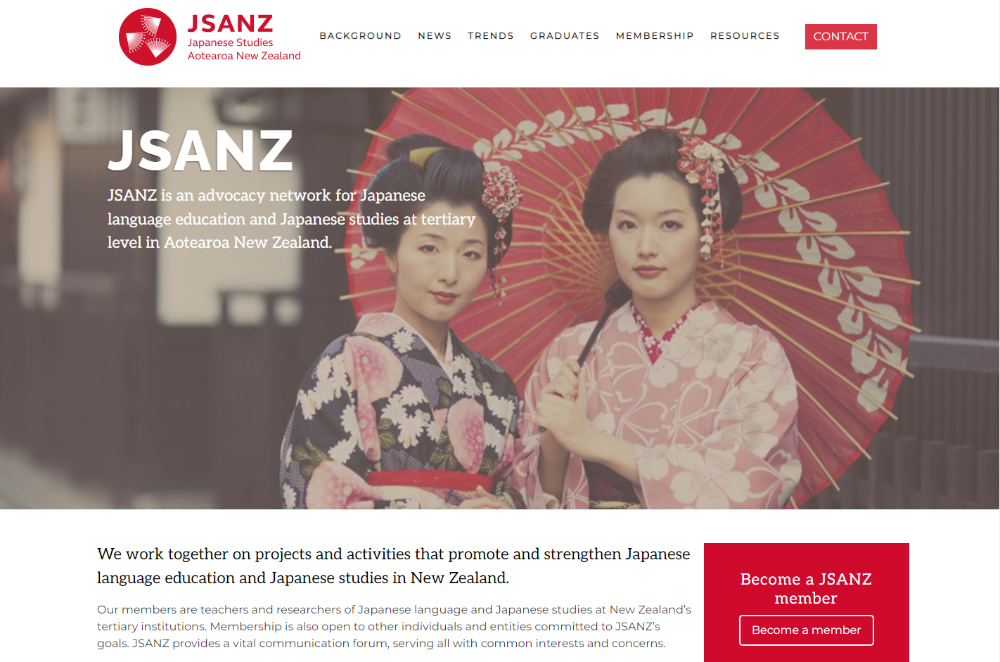 JSANZ
Japanese Studies
Aotearoa New Zealand
BACKGROUND NEWS TRENDS GRADUATES MEMBERSHIP RESOURCES CONTACT
JSANZ
JSANZ is an advocacy network for Japanese
language education and Japanese studies at tertiary
level in Aotearoa New Zealand.
We work together on projects and activities that promote and strengthen Japanese
language education and Japanese studies in New Zealand.
Our members are teachers and researchers of Japanese language and Japanese studies at New Zealand's
tertiary institutions. Membership is also open to other individuals and entities committed to JSANZ's
goals. JSANZ provides a vital communication forum, serving all with common interests and concerns.
Become a JSANZ
member
Become a member